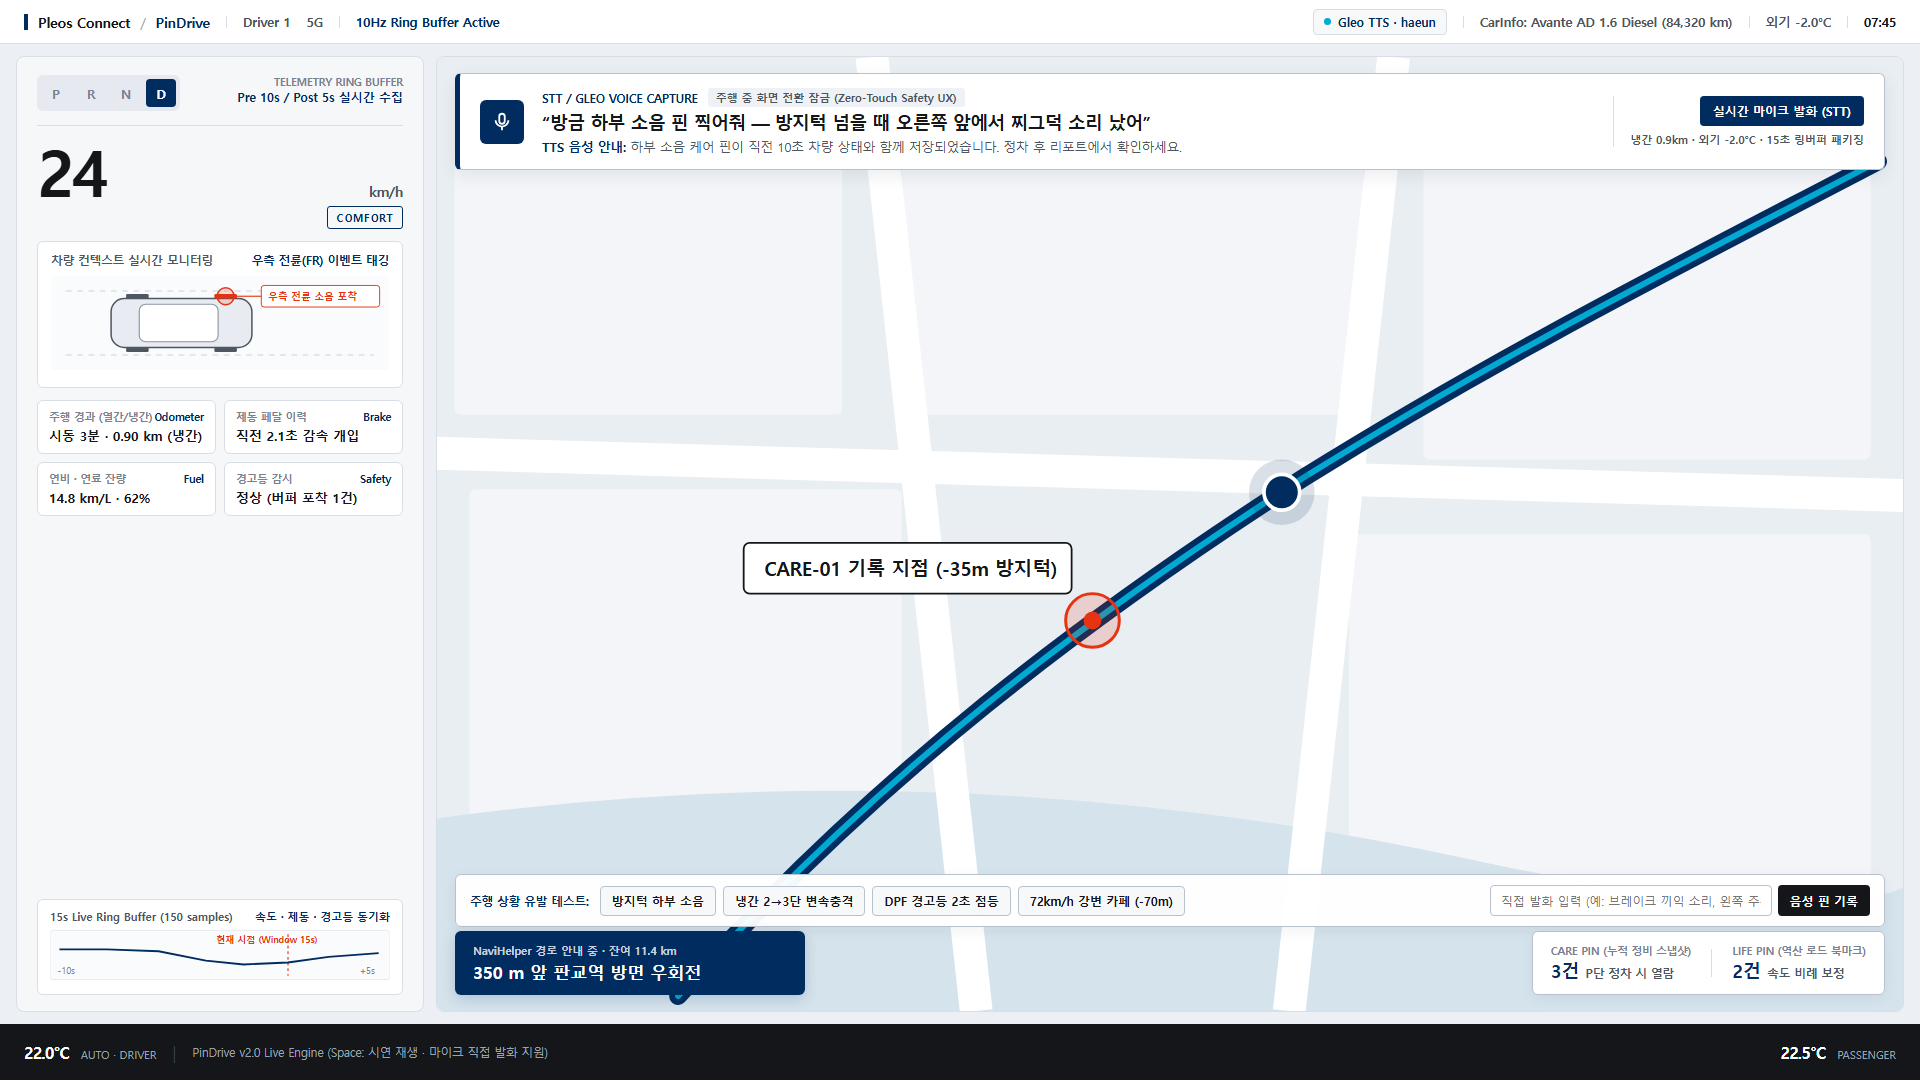 Pleos Connect / PinDrive Driver 1 5G 10Hz Ring Buffer Active Gleo TTS · haeun CarInfo: Avante AD 1.6 Diesel (84,320 km) 외기 -2.0°C 07:45
P R N D
TELEMETRY RING BUFFER
Pre 10s / Post 5s 실시간 수집
24
km/h
COMFORT
차량 컨텍스트 실시간 모니터링 우측 전륜(FR) 이벤트 태깅
우측 전륜 소음 포착
주행 경과 (열간/냉간) Odometer
시동 3분 · 0.90 km (냉간)
제동 페달 이력 Brake
직전 2.1초 감속 개입
연비 · 연료 잔량 Fuel
14.8 km/L · 62%
경고등 감시 Safety
정상 (버퍼 포착 1건)
15s Live Ring Buffer (150 samples) 속도 · 제동 · 경고등 동기화
현재 시점 (Window 15s)
-10s +5s
STT / GLEO VOICE CAPTURE 주행 중 화면 전환 잠금 (Zero-Touch Safety UX)
“방금 하부 소음 핀 찍어줘 — 방지턱 넘을 때 오른쪽 앞에서 찌그덕 소리 났어”
TTS 음성 안내: 하부 소음 케어 핀이 직전 10초 차량 상태와 함께 저장되었습니다. 정차 후 리포트에서 확인하세요.
실시간 마이크 발화 (STT)
냉간 0.9km · 외기 -2.0°C · 15초 링버퍼 패키징
CARE-01 기록 지점 (-35m 방지턱)
주행 상황 유발 테스트: 방지턱 하부 소음 냉간 2→3단 변속충격 DPF 경고등 2초 점등 72km/h 강변 카페 (-70m) 직접 발화 입력 (예: 브레이크 끼익 소리, 왼쪽 주 음성 핀 기록
NaviHelper 경로 안내 중 · 잔여 11.4 km
350 m 앞 판교역 방면 우회전
CARE PIN (누적 정비 스냅샷)
3건 P단 정차 시 열람
LIFE PIN (역산 로드 북마크)
2건 속도 비례 보정
22.0°C AUTO · DRIVER PinDrive v2.0 Live Engine (Space: 시연 재생 · 마이크 직접 발화 지원) 22.5°C PASSENGER